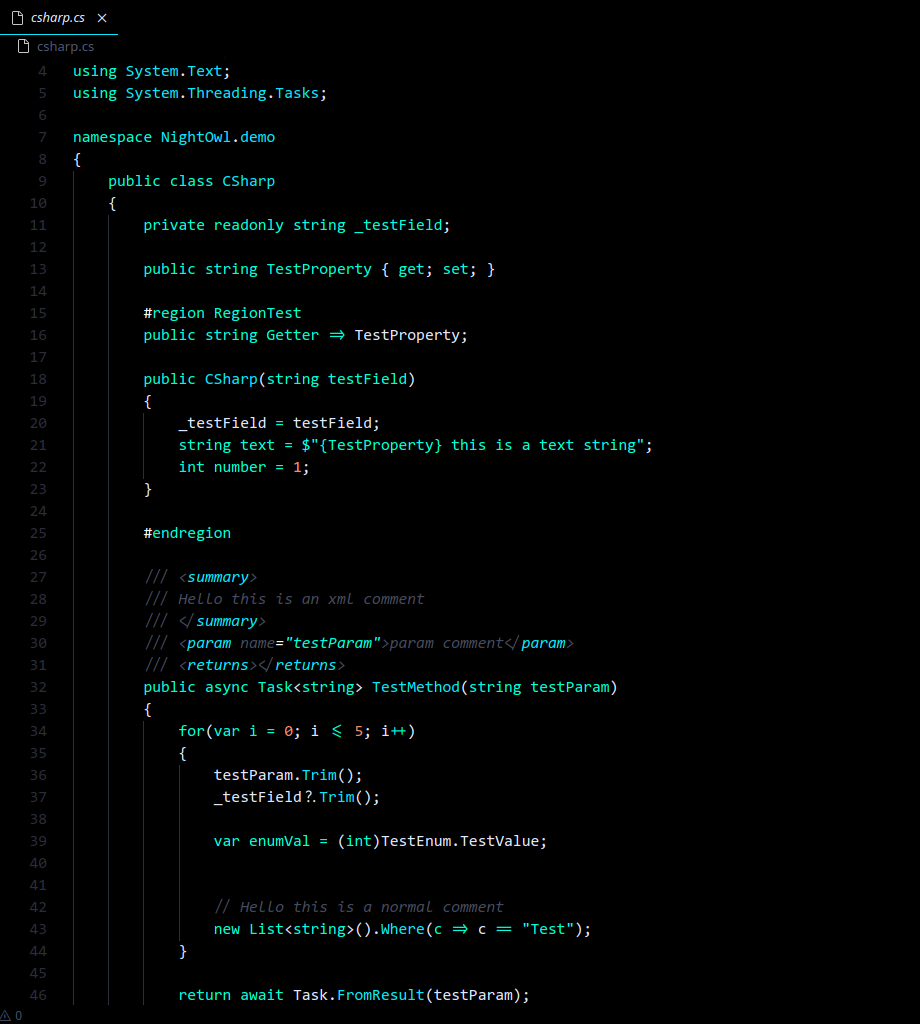 csharp.cs ×
csharp.cs
4 using System.Text;
5 using System.Threading.Tasks;
6
7 namespace NightOwl.demo
8 {
9     public class CSharp
10     {
11         private readonly string _testField;
12
13         public string TestProperty { get; set; }
14
15         #region RegionTest
16         public string Getter => TestProperty;
17
18         public CSharp(string testField)
19         {
20             _testField = testField;
21             string text = $"{TestProperty} this is a text string";
22             int number = 1;
23         }
24
25         #endregion
26
27         /// <summary>
28         /// Hello this is an xml comment
29         /// </summary>
30         /// <param name="testParam">param comment</param>
31         /// <returns></returns>
32         public async Task<string> TestMethod(string testParam)
33         {
34             for(var i = 0; i <= 5; i++)
35             {
36                 testParam.Trim();
37                 _testField?.Trim();
38
39                 var enumVal = (int)TestEnum.TestValue;
40
41
42                 // Hello this is a normal comment
43                 new List<string>().Where(c => c == "Test");
44             }
45
46             return await Task.FromResult(testParam);
0